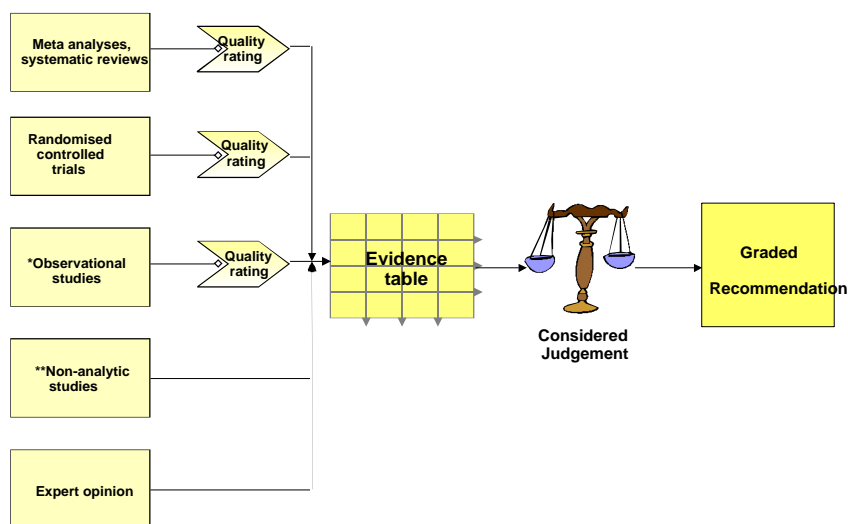 Meta analyses,
systematic reviews
Quality
rating
Randomised
controlled
trials
Quality
rating
*Observational
studies
Quality
rating
**Non-analytic
studies
Expert opinion
Evidence
table
Considered
Judgement
Graded
Recommendation